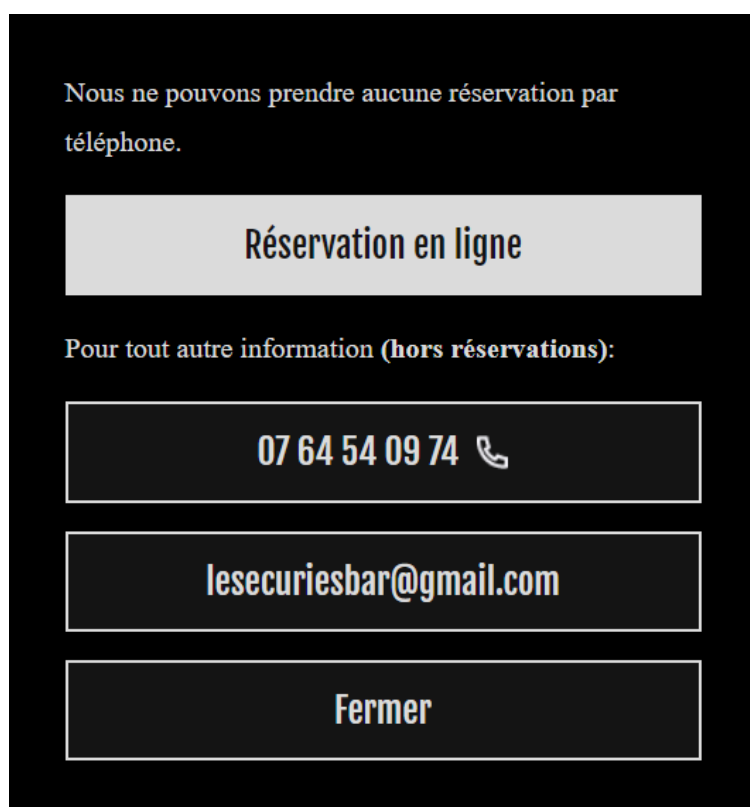 Nous ne pouvons prendre aucune réservation par
téléphone.
Réservation en ligne
Pour tout autre information (hors réservations):
07 64 54 09 74
lesecuriesbar@gmail.com
Fermer